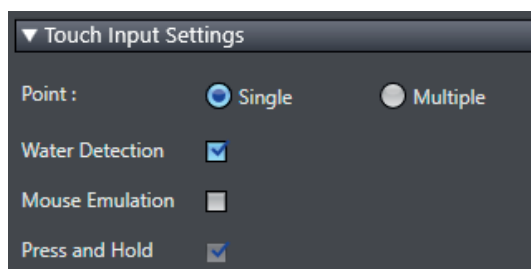 Touch Input Settings
Point : Single Multiple
Water Detection
Mouse Emulation
Press and Hold